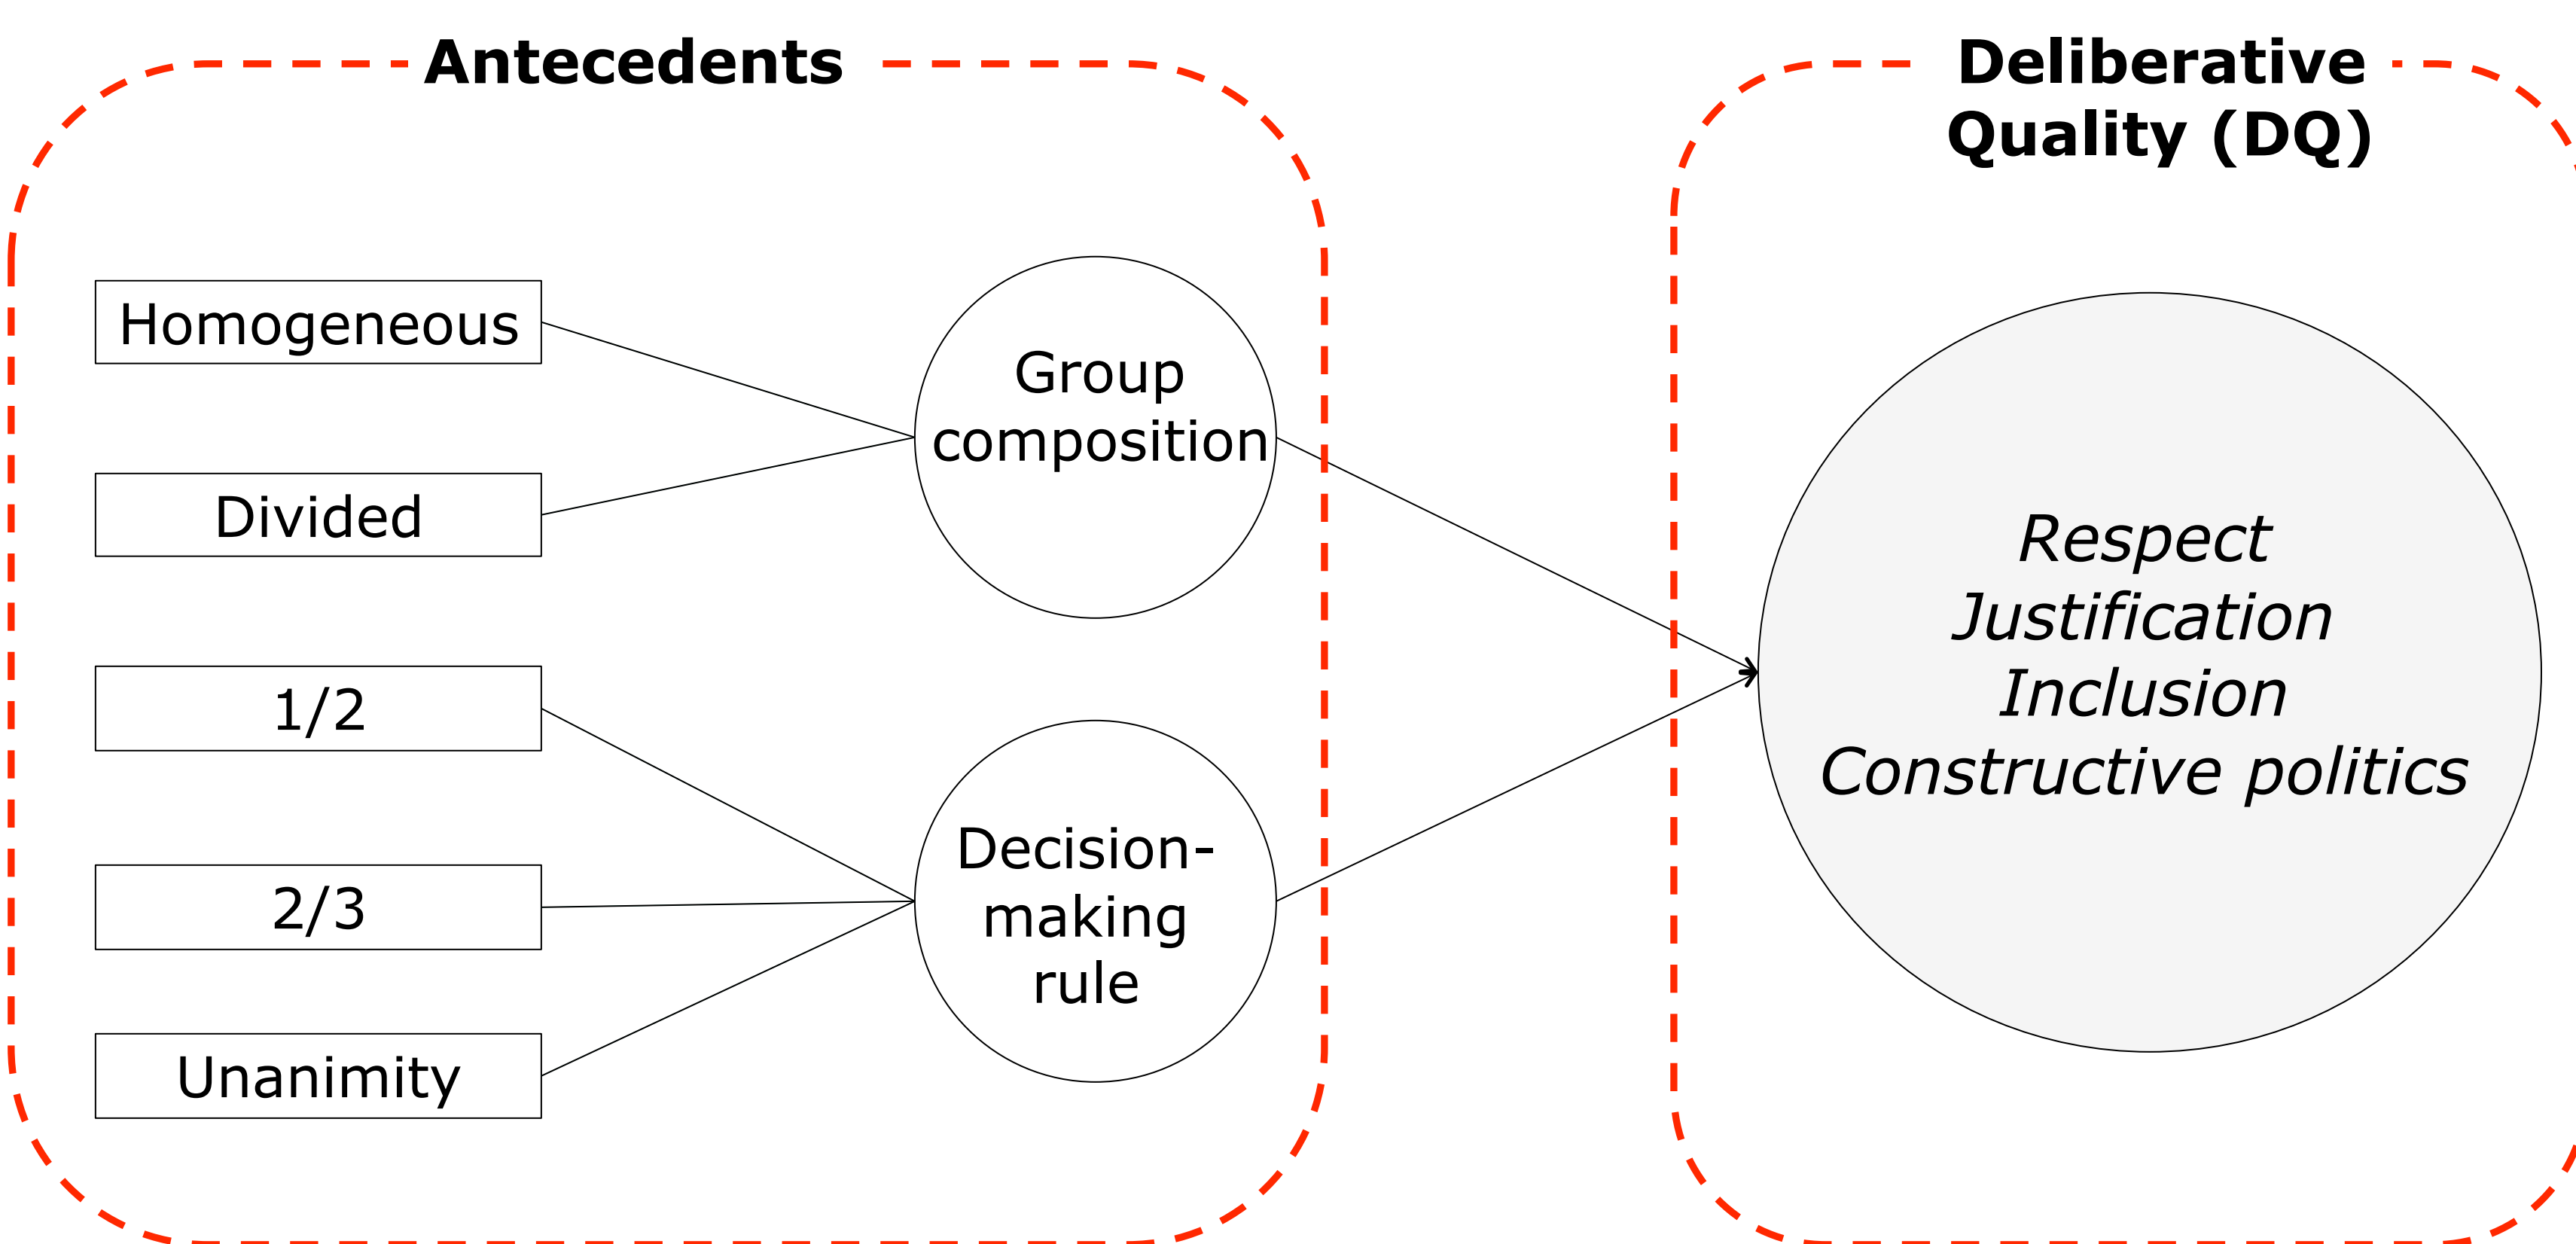 Antecedents
Homogeneous
Divided
1/2
2/3
Unanimity
Group
composition
Decision-
making
rule
Deliberative
Quality (DQ)
Respect
Justification
Inclusion
Constructive politics